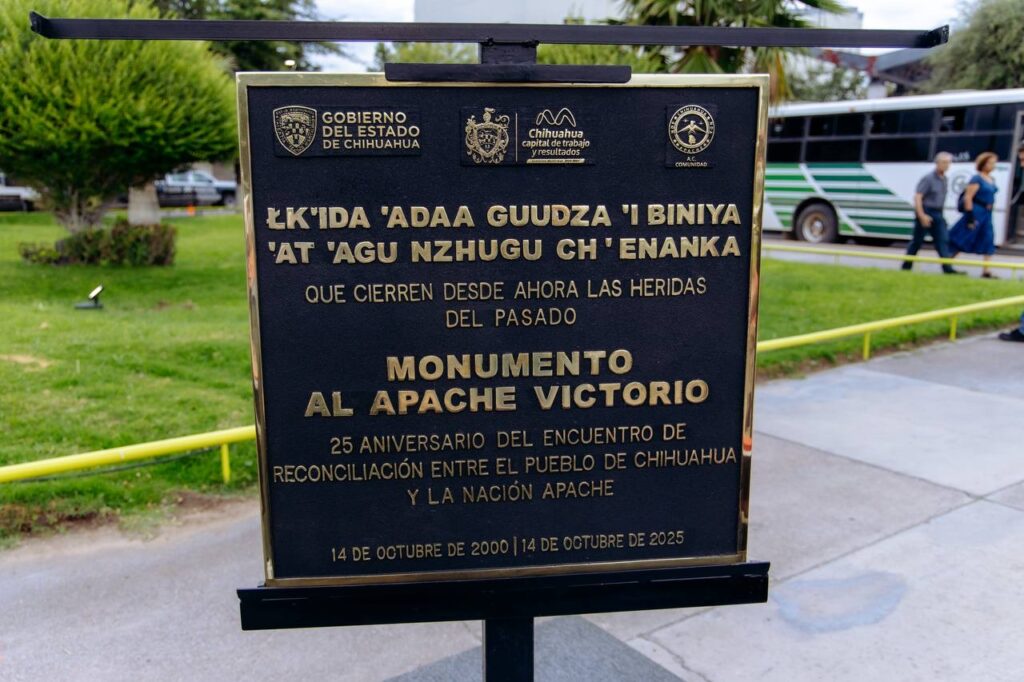 GOBIERNO
DEL ESTADO
DE CHIHUAHUA
Chihuahua
capital de trabajo
y resultados
A.C.
COMUNIDAD
ŁK'IDA 'ADAA GUUDZA 'I BINIYA
'AT 'AGU NZHUGU CH ' ENANKA
QUE CIERREN DESDE AHORA LAS HERIDAS
DEL PASADO
MONUMENTO
AL APACHE VICTORIO
25 ANIVERSARIO DEL ENCUENTRO DE
RECONCILIACIÓN ENTRE EL PUEBLO DE CHIHUAHUA
Y LA NACIÓN APACHE
14 DE OCTUBRE DE 2000 | 14 DE OCTUBRE DE 2025